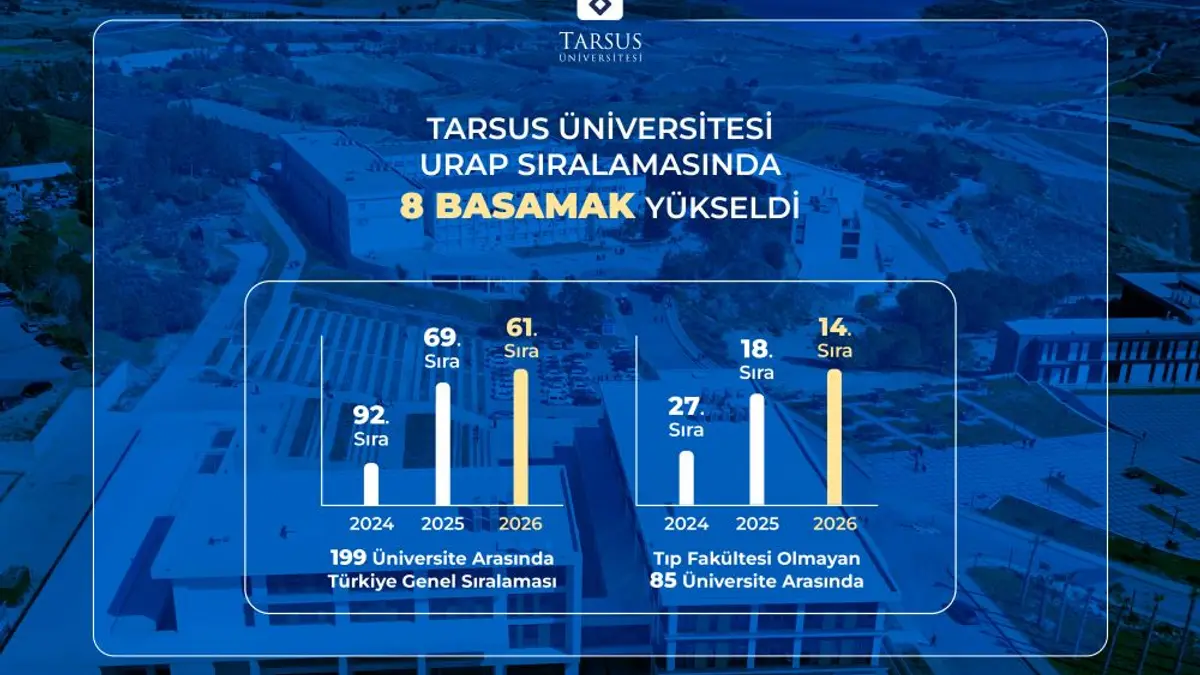 TARSUS
ÜNİVERSİTESİ
TARSUS ÜNİVERSİTESİ
URAP SIRALAMASINDA
8 BASAMAK YÜKSELDİ
92.
Sıra
69.
Sıra
61.
Sıra
2024 2025 2026
199 Üniversite Arasında
Türkiye Genel Sıralaması
27.
Sıra
18.
Sıra
14.
Sıra
2024 2025 2026
Tıp Fakültesi Olmayan
85 Üniversite Arasında